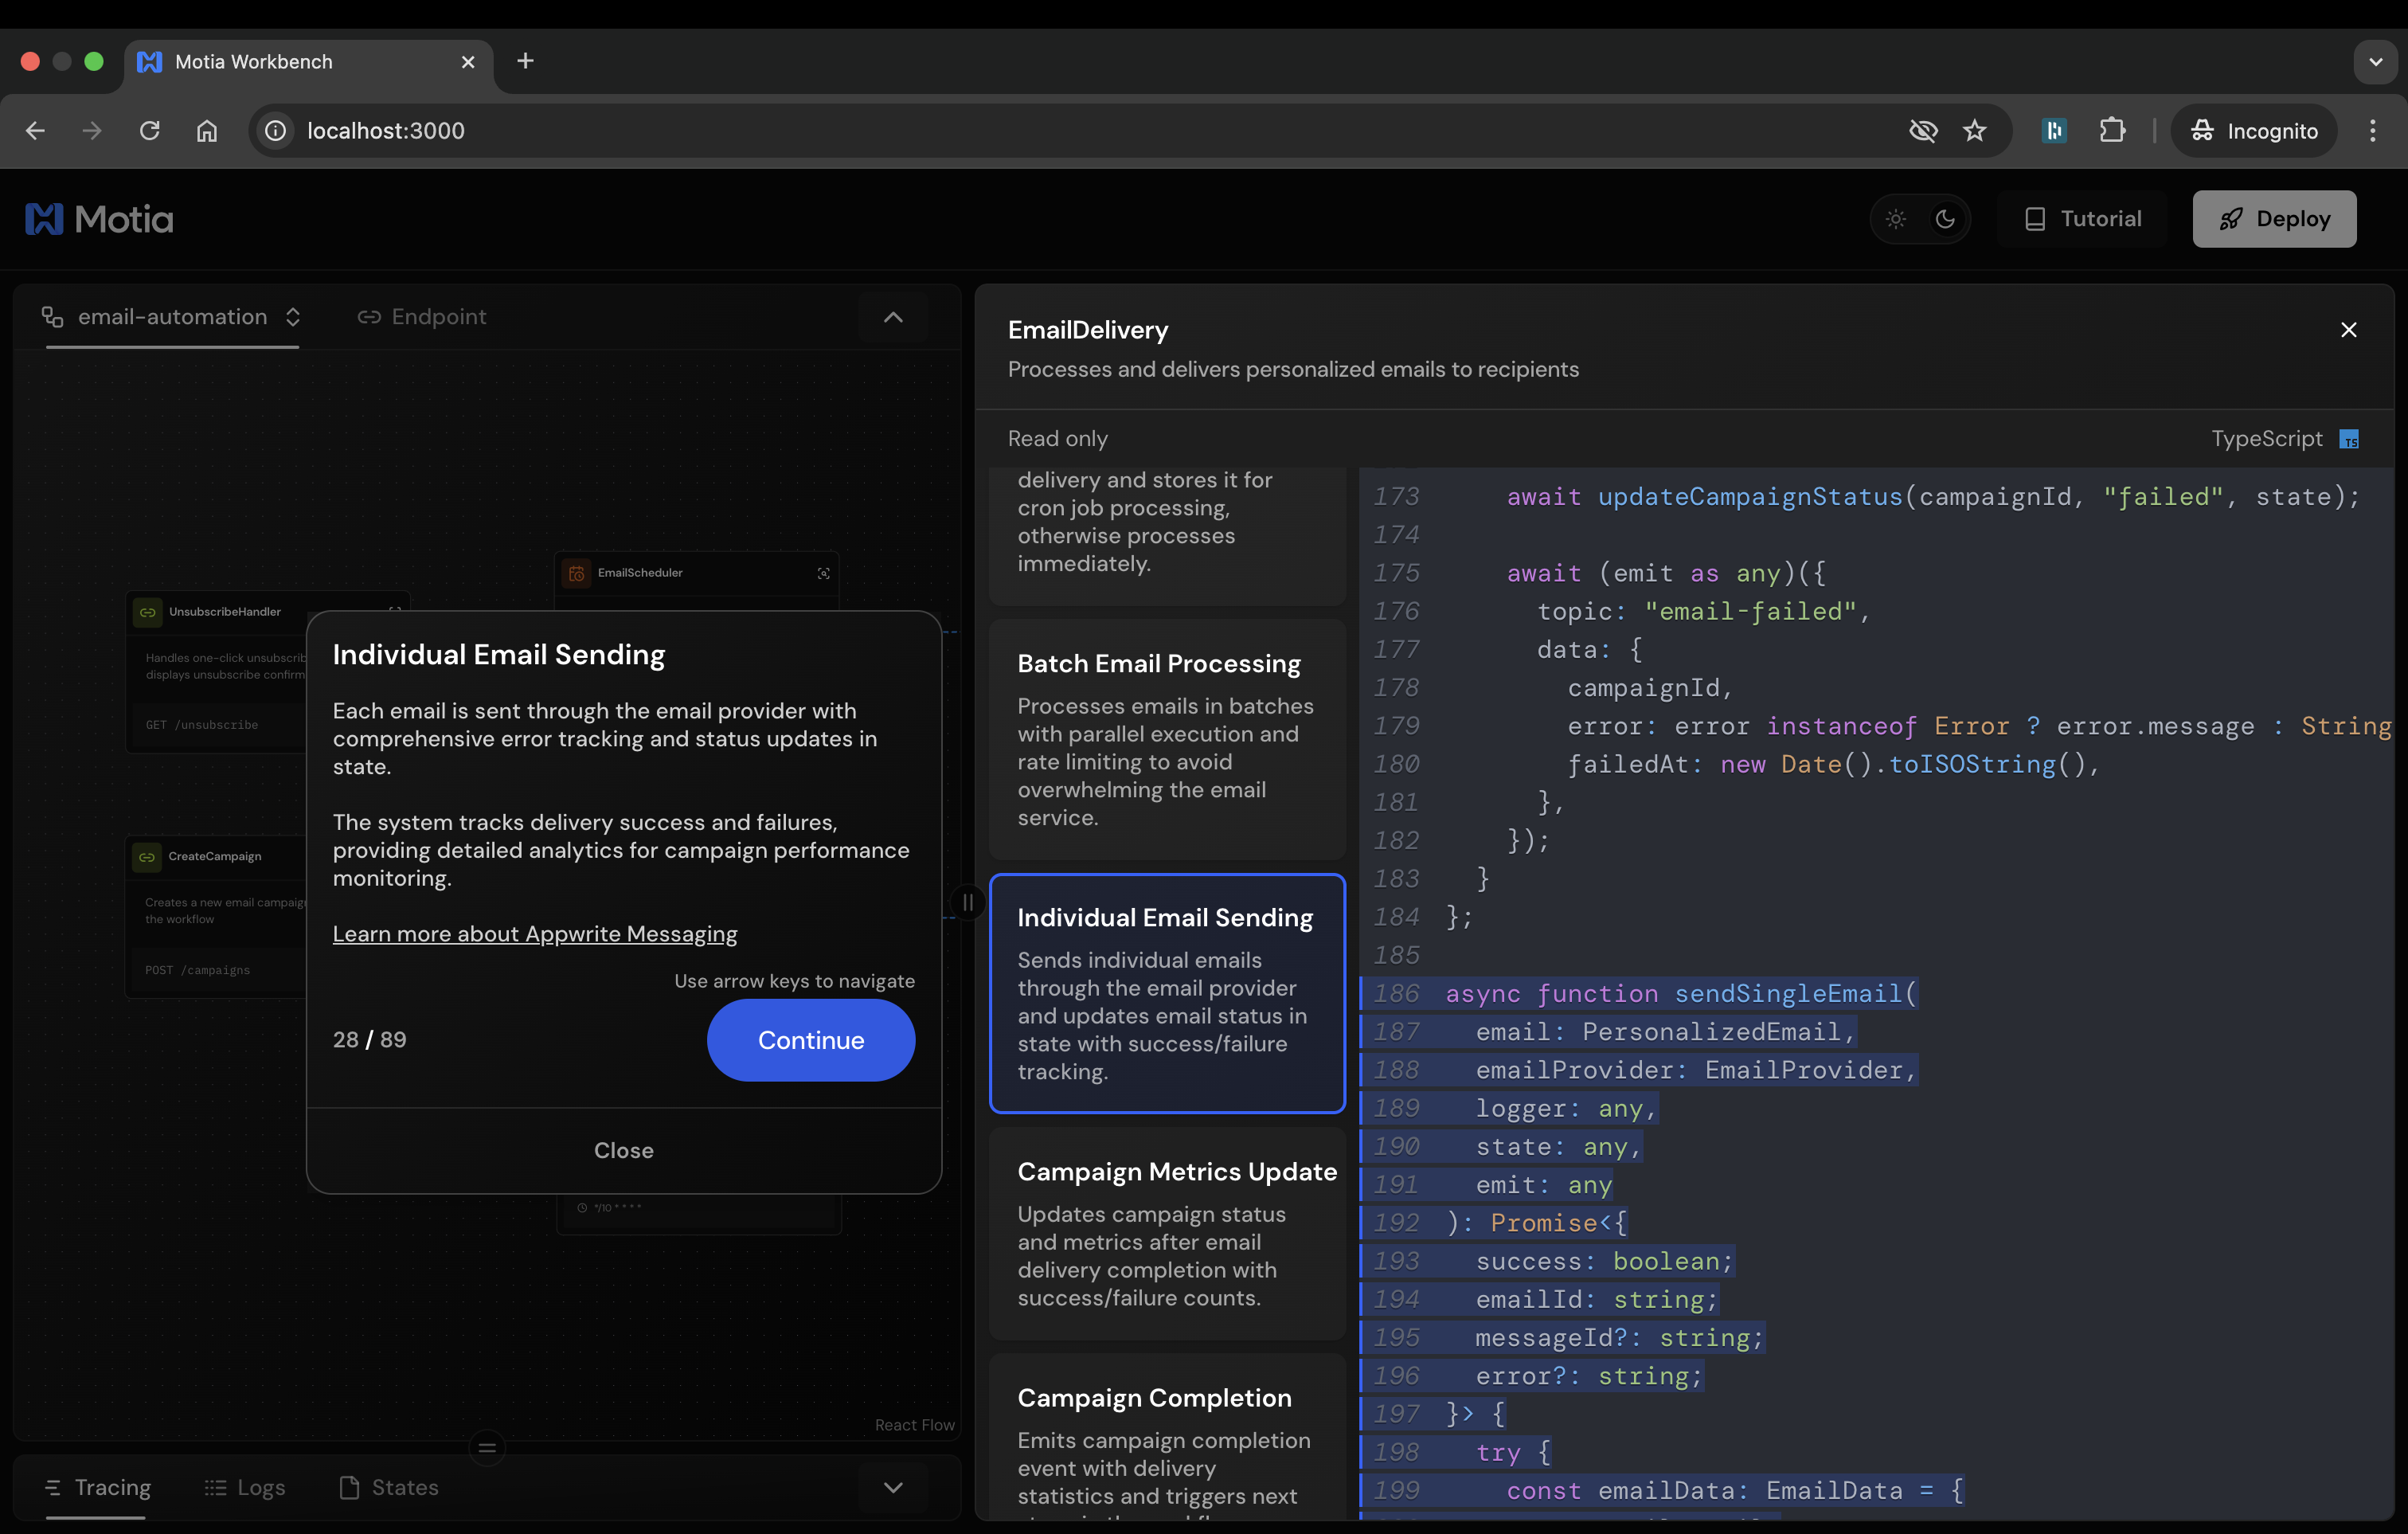 Motia Workbench
localhost:3000
Incognito
Motia
Tutorial
Deploy
email-automation
Endpoint
EmailScheduler
UnsubscribeHandler
Handles one-click unsubscrib
displays unsubscribe confirm
GET /unsubscribe
CreateCampaign
Creates a new email campaign
the workflow
POST /campaigns
*/10 * * * *
React Flow
Individual Email Sending
Each email is sent through the email provider with
comprehensive error tracking and status updates in
state.
The system tracks delivery success and failures,
providing detailed analytics for campaign performance
monitoring.
Learn more about Appwrite Messaging
Use arrow keys to navigate
28 / 89
Continue
Close
Tracing
Logs
States
EmailDelivery
Processes and delivers personalized emails to recipients
Read only
TypeScript
TS
delivery and stores it for
cron job processing,
otherwise processes
immediately.
Batch Email Processing
Processes emails in batches
with parallel execution and
rate limiting to avoid
overwhelming the email
service.
Individual Email Sending
Sends individual emails
through the email provider
and updates email status in
state with success/failure
tracking.
Campaign Metrics Update
Updates campaign status
and metrics after email
delivery completion with
success/failure counts.
Campaign Completion
Emits campaign completion
event with delivery
statistics and triggers next
173 await updateCampaignStatus(campaignId, "failed", state);
174
175 await (emit as any)({
176 topic: "email-failed",
177 data: {
178 campaignId,
179 error: error instanceof Error ? error.message : String
180 failedAt: new Date().toISOString(),
181 },
182 });
183 }
184 };
185
186 async function sendSingleEmail(
187 email: PersonalizedEmail,
188 emailProvider: EmailProvider,
189 logger: any,
190 state: any,
191 emit: any
192 ): Promise<{
193 success: boolean;
194 emailId: string;
195 messageId?: string;
196 error?: string;
197 }> {
198 try {
199 const emailData: EmailData = {